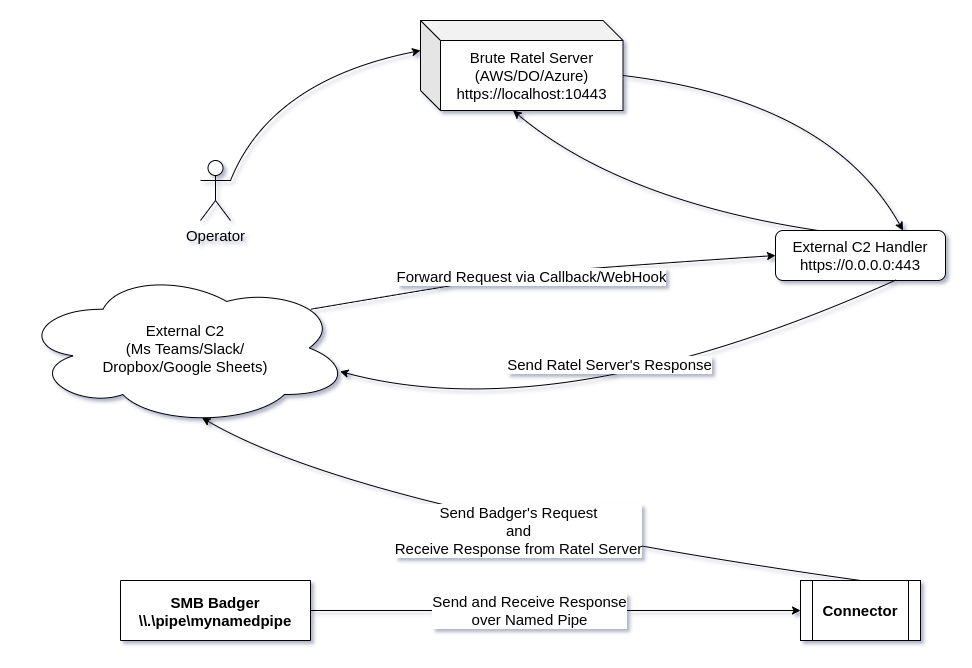 Brute Ratel Server
(AWS/DO/Azure)
https://localhost:10443
Operator
External C2 Handler
https://0.0.0.0:443
Forward Request via Callback/WebHook
External C2
(Ms Teams/Slack/
Dropbox/Google Sheets)
Send Ratel Server's Response
Send Badger's Request
and
Receive Response from Ratel Server
SMB Badger
\\.\pipe\mynamedpipe
Send and Receive Response
over Named Pipe
Connector